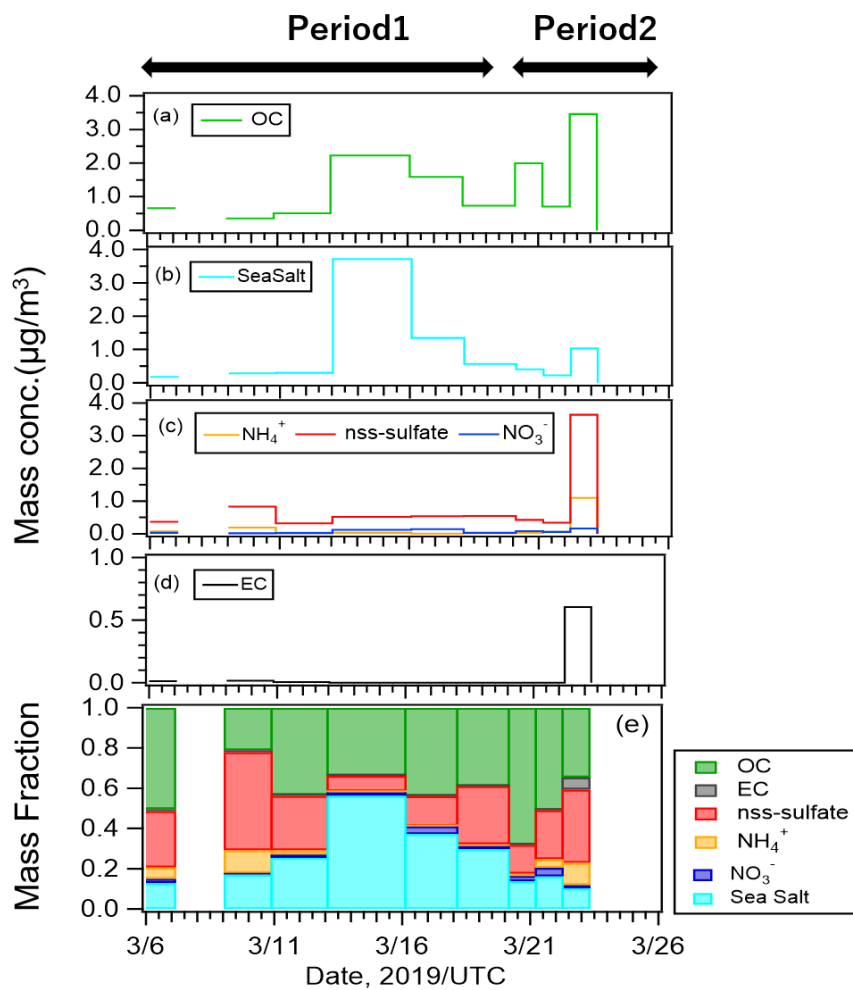 Period1 Period2
Mass conc.(μg/m³)
4.0
3.0
2.0
1.0
0.0
(a) OC
4.0
3.0
2.0
1.0
0.0
(b) SeaSalt
4.0
3.0
2.0
1.0
0.0
(c) NH₄⁺ nss-sulfate NO₃⁻
1.0
0.5
0.0
(d) EC
Mass Fraction
1.0
0.8
0.6
0.4
0.2
0.0
(e)
3/6 3/11 3/16 3/21 3/26
Date, 2019/UTC
OC
EC
nss-sulfate
NH₄⁺
NO₃⁻
Sea Salt